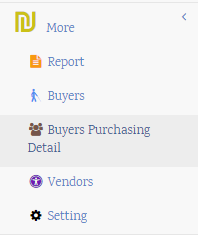 More
Report
Buyers
Buyers Purchasing
Detail
Vendors
Setting